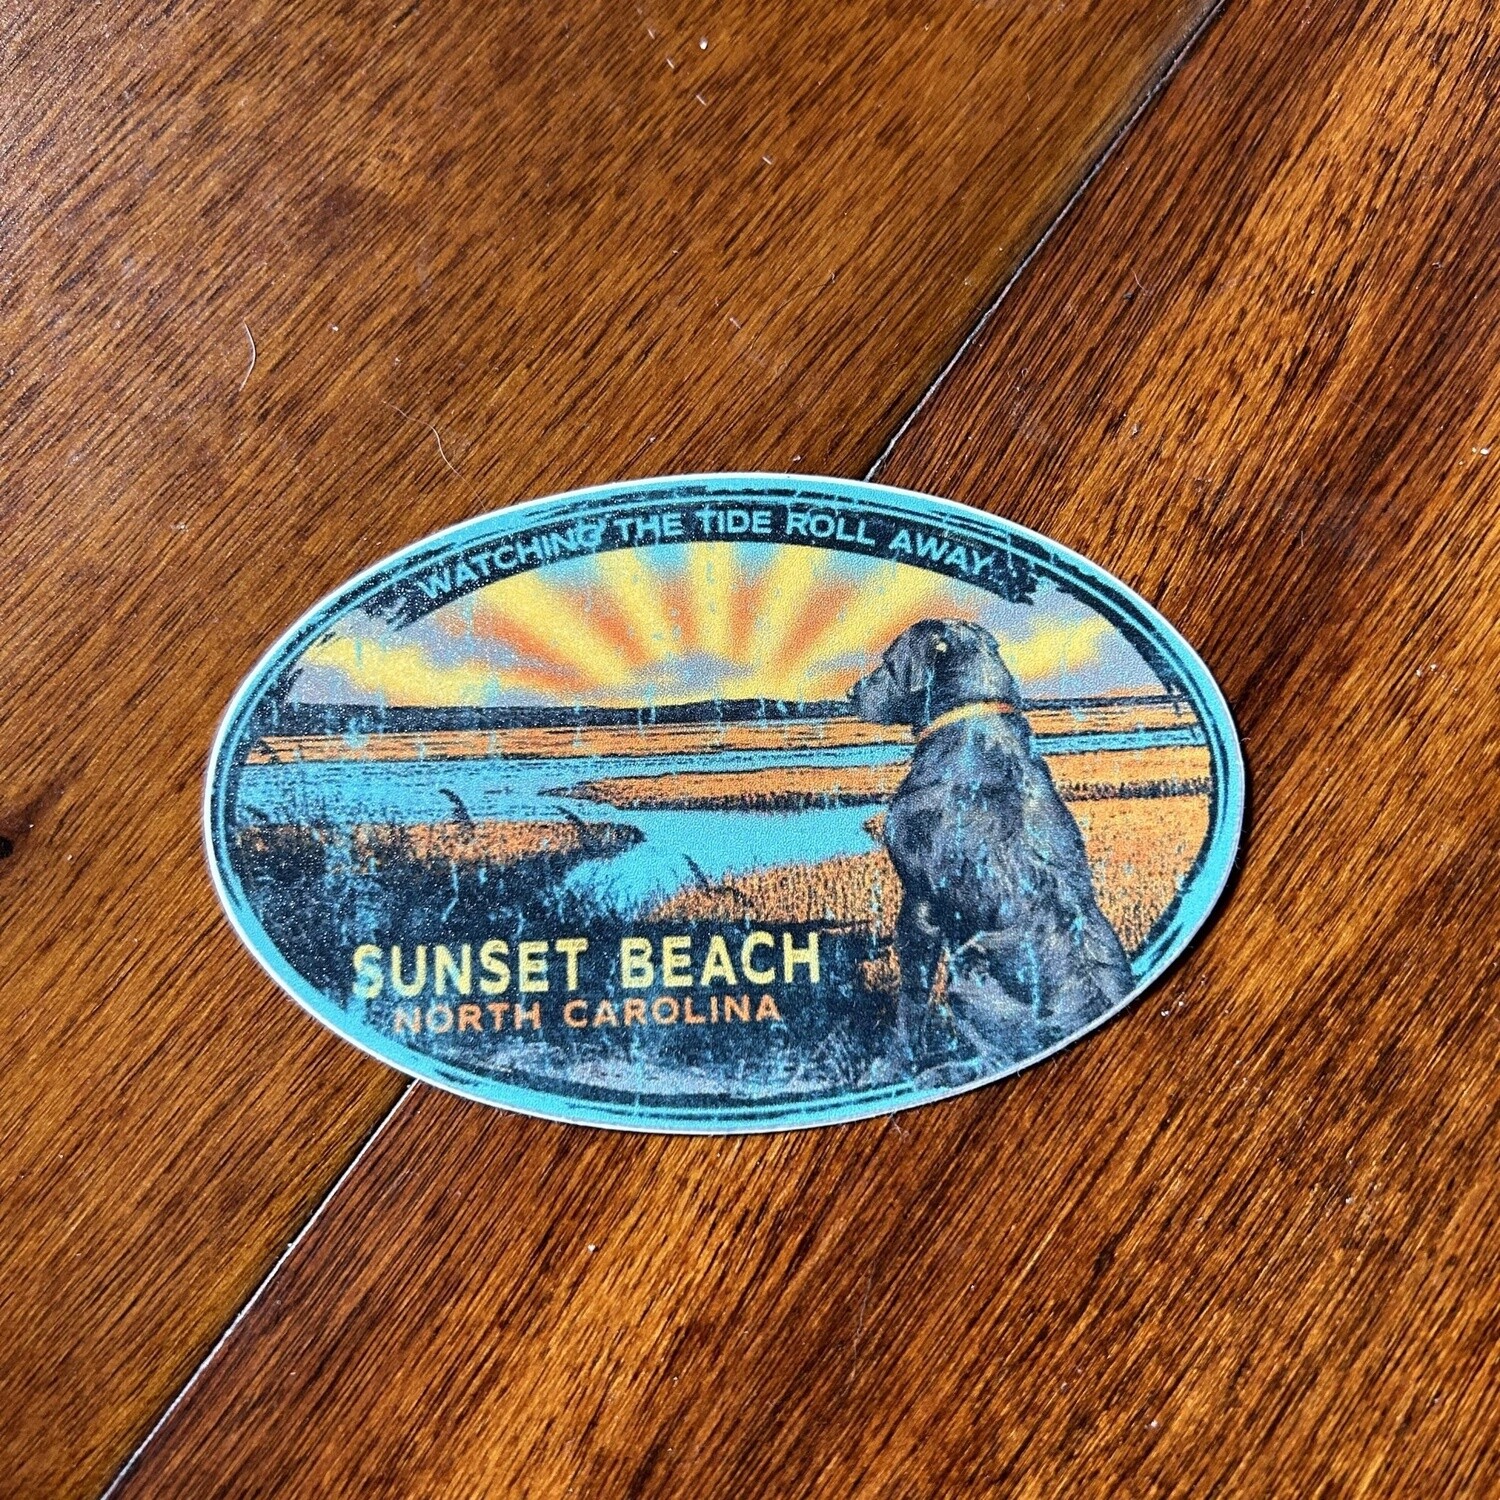 WATCHING THE TIDE ROLL AWAY...
SUNSET BEACH
NORTH CAROLINA